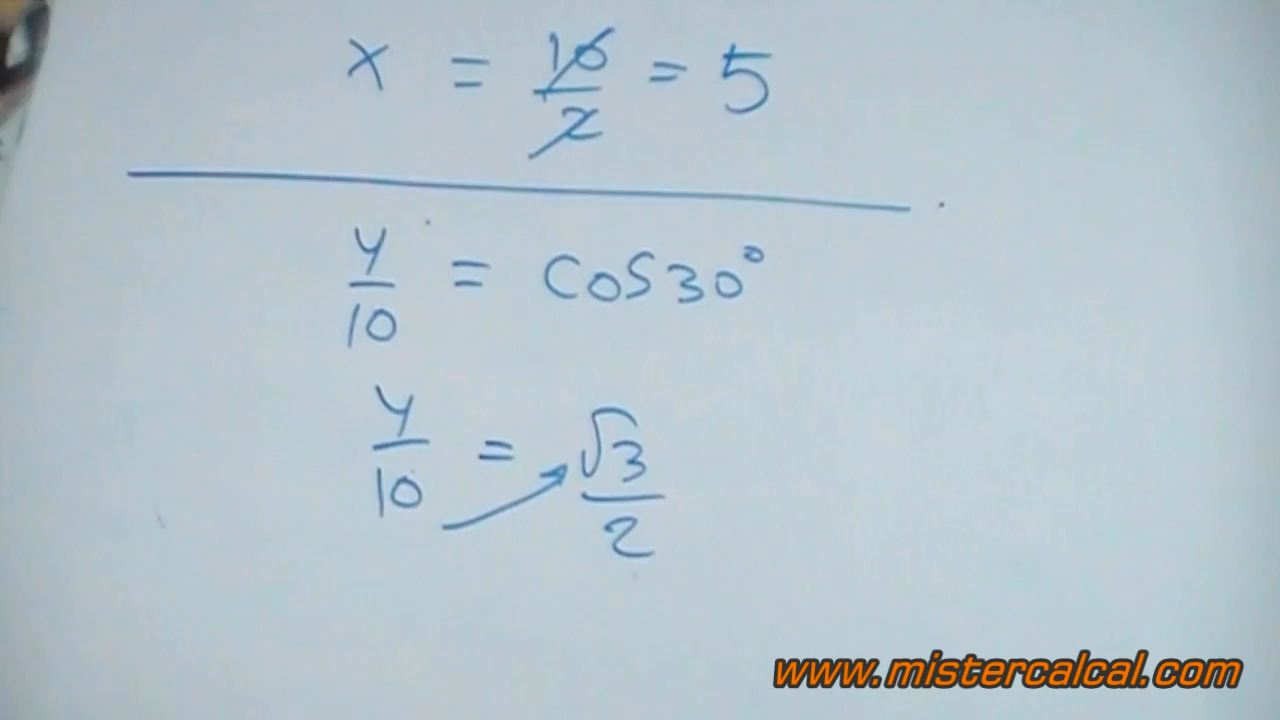 x = 10/2 = 5
y/10 = cos30°
y/10 = √3/2
www.mistercalcal.com